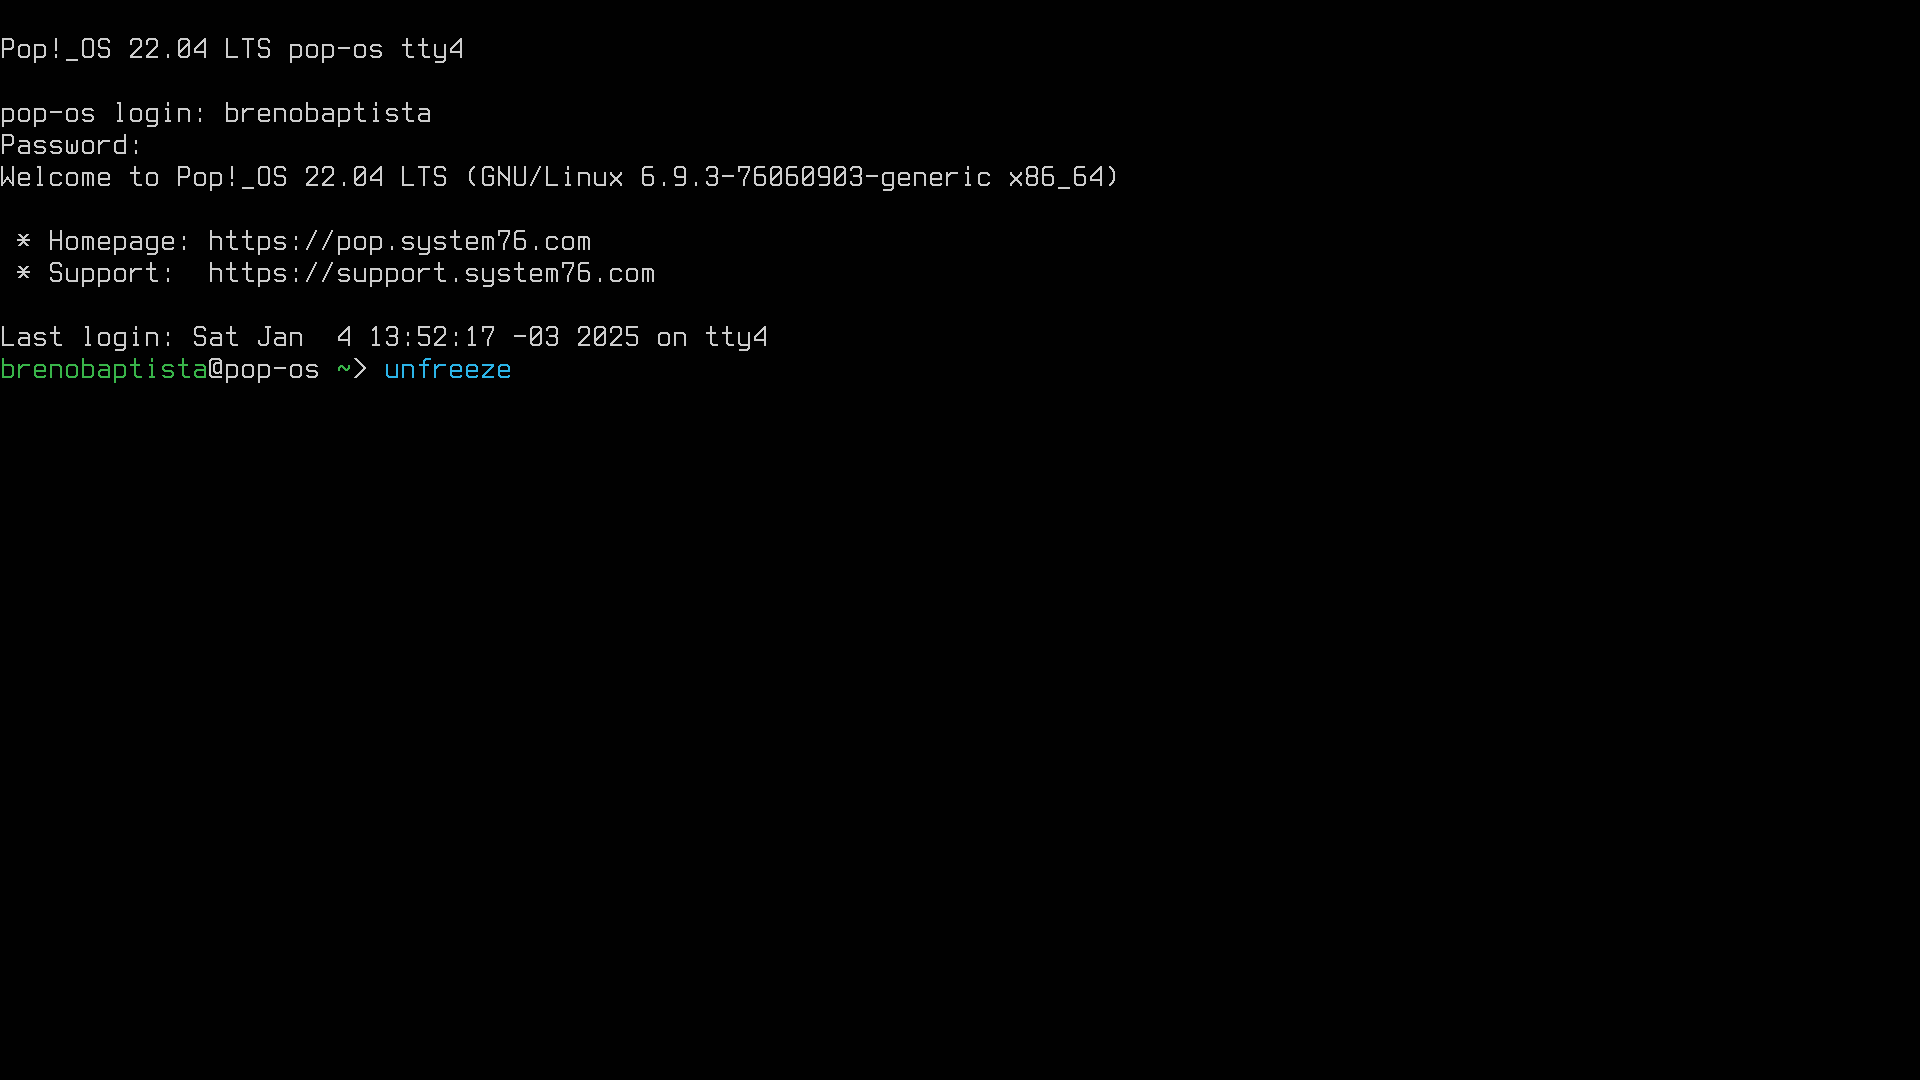 Pop!_OS 22.04 LTS pop-os tty4
pop-os login: brenobaptista
Password:
Welcome to Pop!_OS 22.04 LTS (GNU/Linux 6.9.3-76060903-generic x86_64)
* Homepage: https://pop.system76.com
* Support:  https://support.system76.com
Last login: Sat Jan  4 13:52:17 -03 2025 on tty4
brenobaptista@pop-os ~> unfreeze